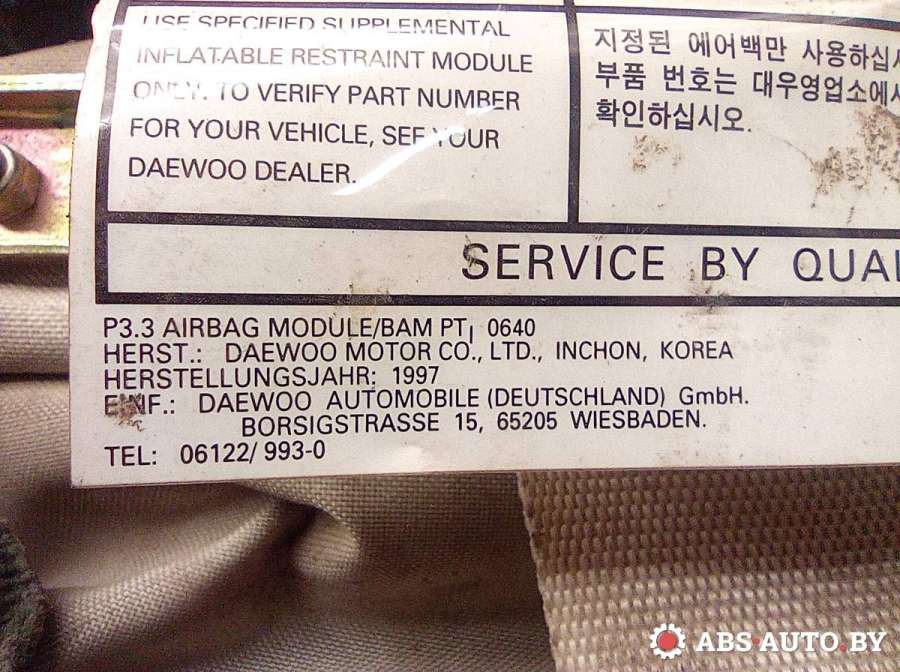 USE SPECIFIED SUPPLEMENTAL
INFLATABLE RESTRAINT MODULE
ONLY. TO VERIFY PART NUMBER
FOR YOUR VEHICLE, SEE YOUR
DAEWOO DEALER.
지정된 에어백만 사용하십시
부품 번호는 대우영업소에서
확인하십시오.
SERVICE BY QUAL
P3.3 AIRBAG MODULE/BAM PT, 0640
HERST.: DAEWOO MOTOR CO., LTD., INCHON, KOREA
HERSTELLUNGSJAHR: 1997
EINF.: DAEWOO AUTOMOBILE (DEUTSCHLAND) GmbH.
BORSIGSTRASSE 15, 65205 WIESBADEN.
TEL: 06122/ 993-0
ABS-AUTO.BY